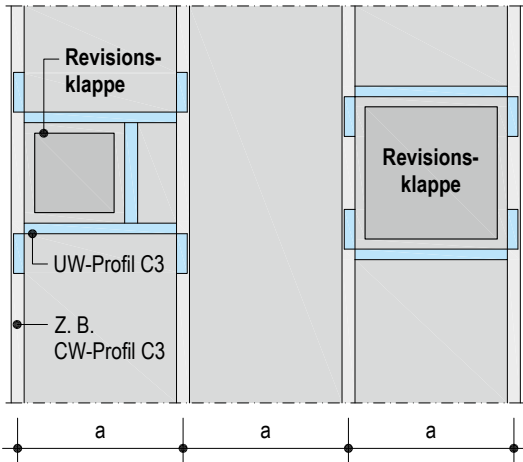 Revisions-
klappe
Revisions-
klappe
UW-Profil C3
Z. B.
CW-Profil C3
a
a
a